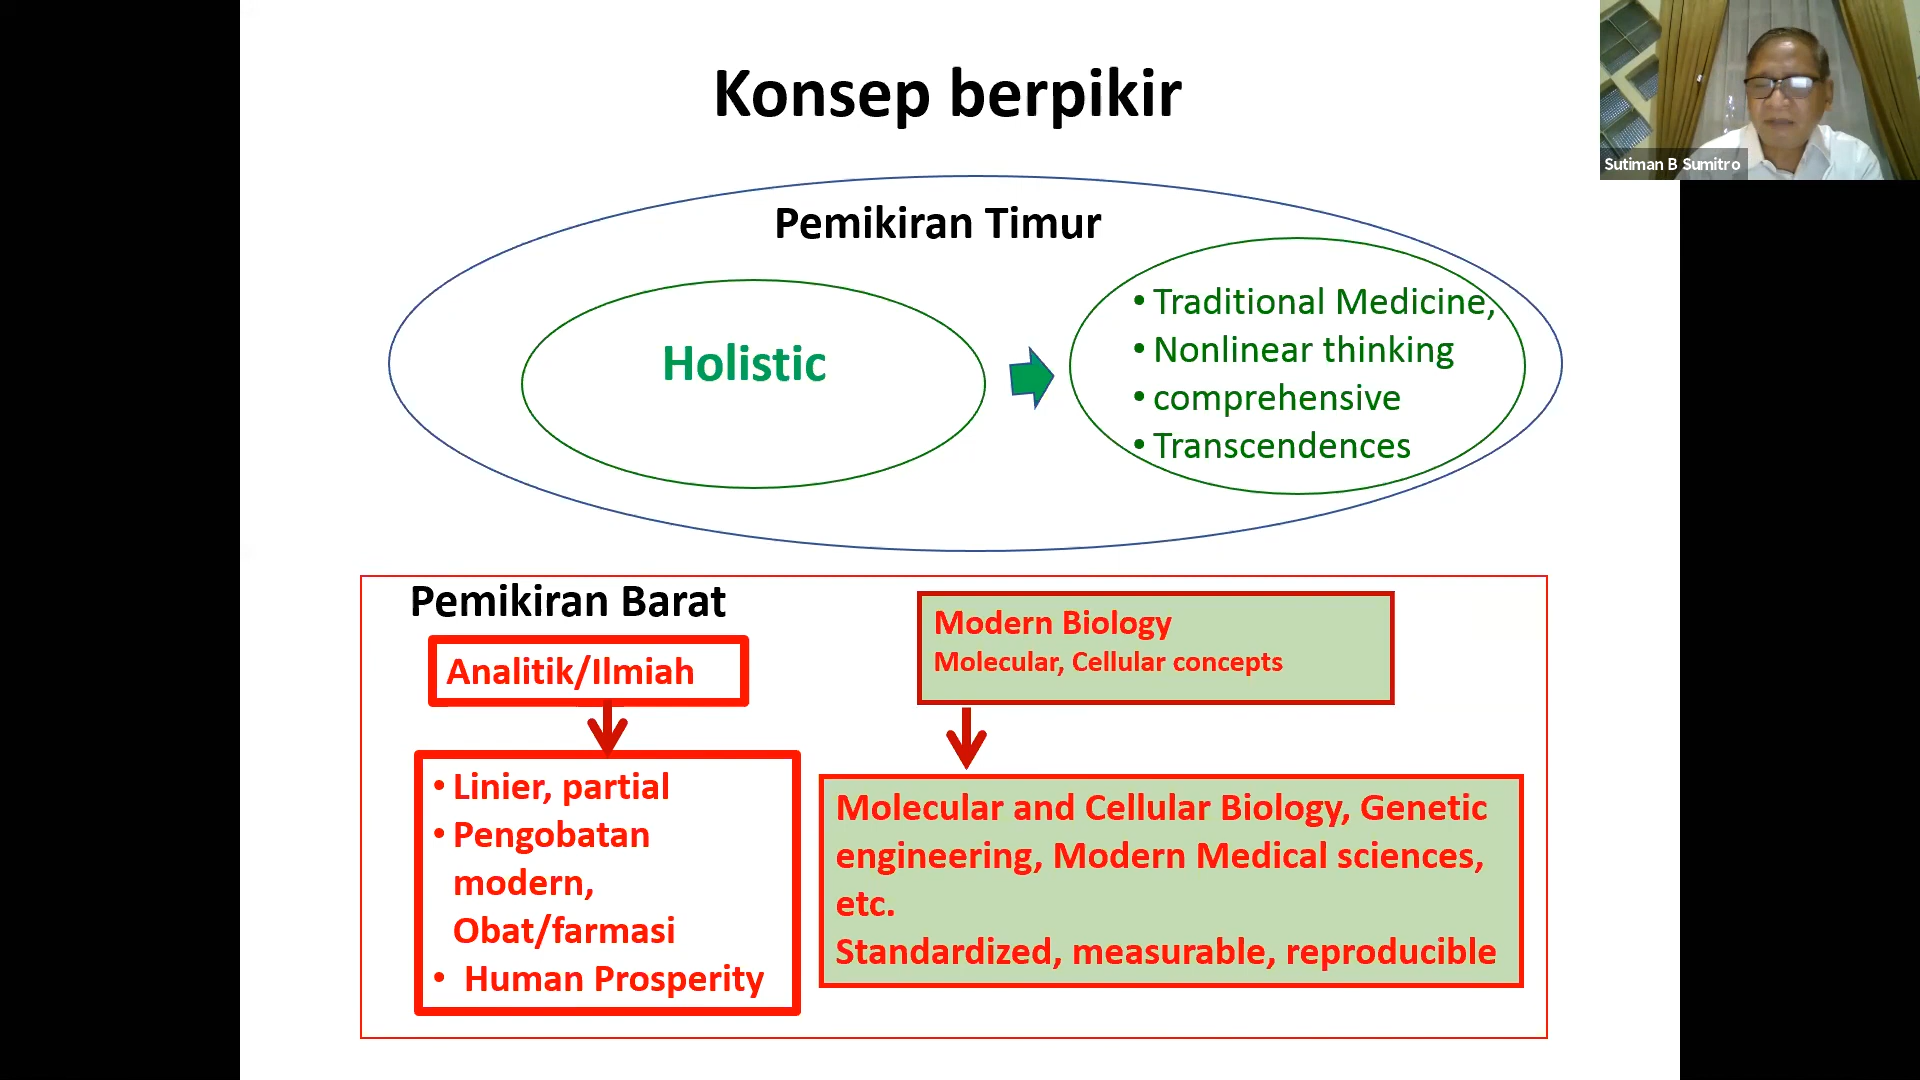 Konsep berpikir
Sutiman B Sumitro
Pemikiran Timur
Holistic
• Traditional Medicine,
• Nonlinear thinking
• comprehensive
• Transcendences
Pemikiran Barat
Analitik/Ilmiah
• Linier, partial
• Pengobatan
modern,
Obat/farmasi
• Human Prosperity
Modern Biology
Molecular, Cellular concepts
Molecular and Cellular Biology, Genetic
engineering, Modern Medical sciences,
etc.
Standardized, measurable, reproducible